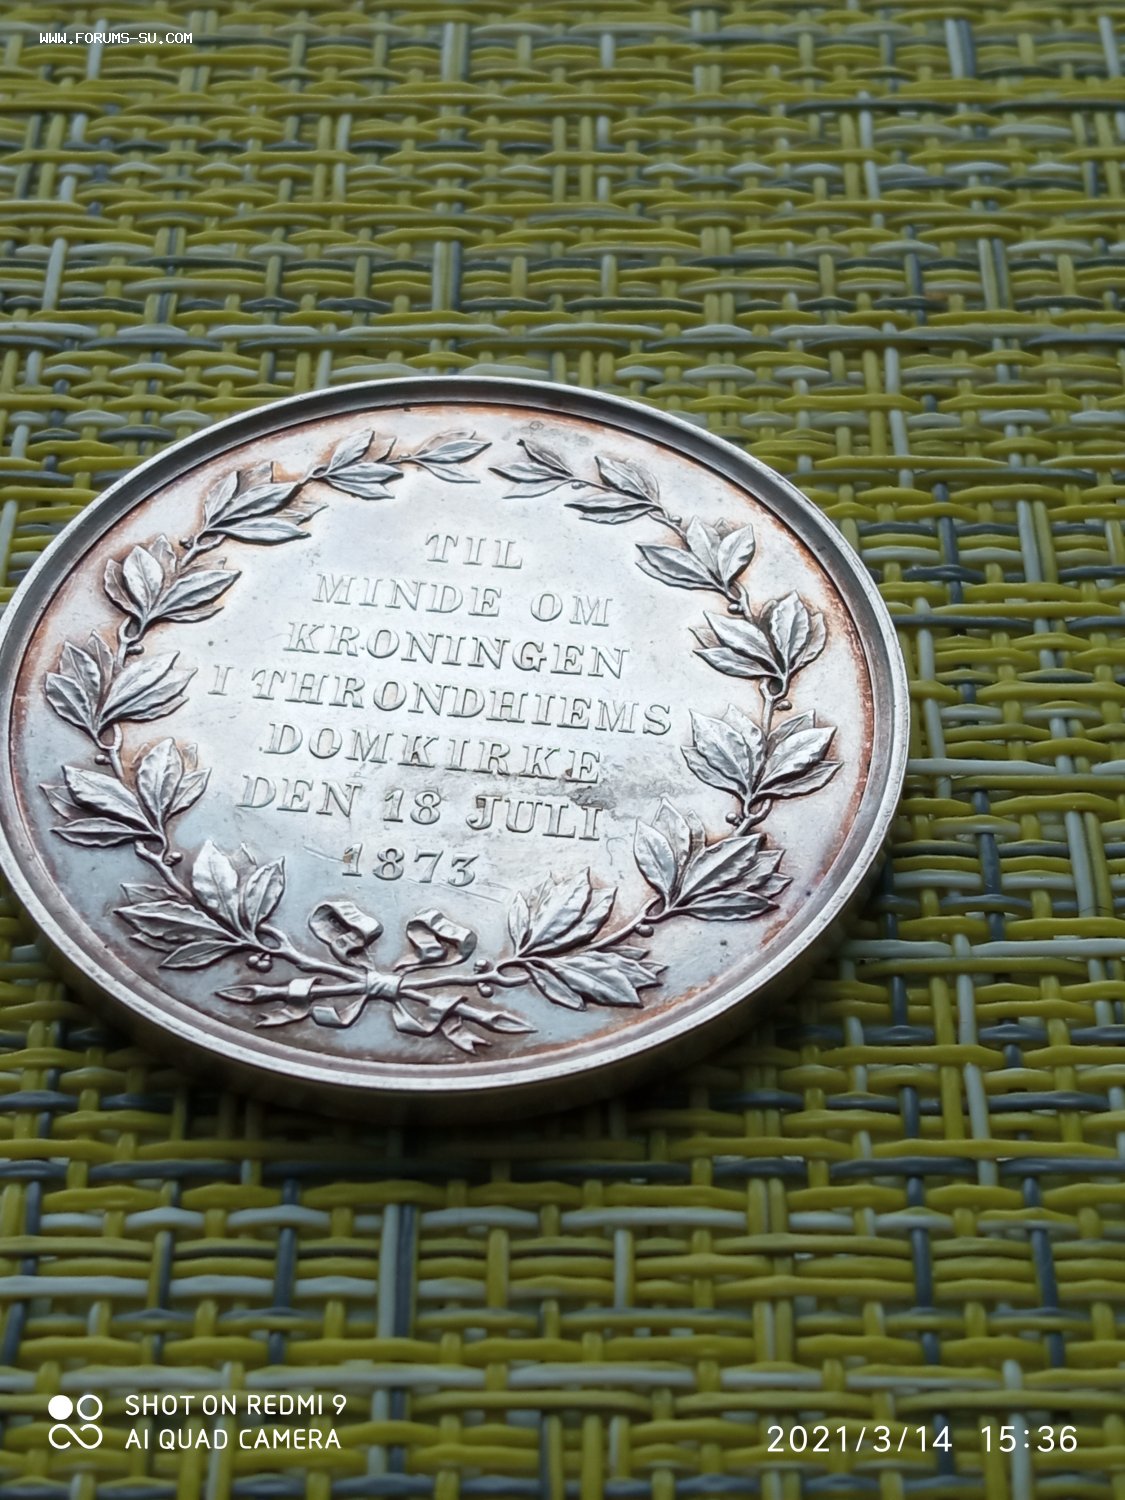 WWW.FORUMS-SU.COM
TIL
MINDE OM
KRONINGEN
I THRONDHIEMS
DOMKIRKE
DEN 18 JULI
1873
SHOT ON REDMI 9
AI QUAD CAMERA
2021/3/14 15:36